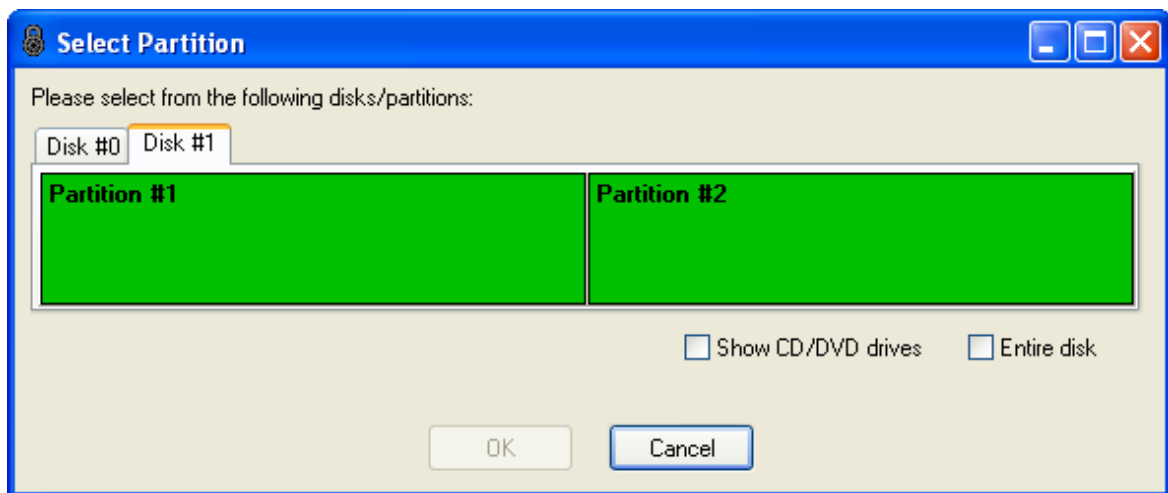 Select Partition
Please select from the following disks/partitions:
Disk #0 Disk #1
Partition #1 Partition #2
Show CD/DVD drives Entire disk
OK Cancel